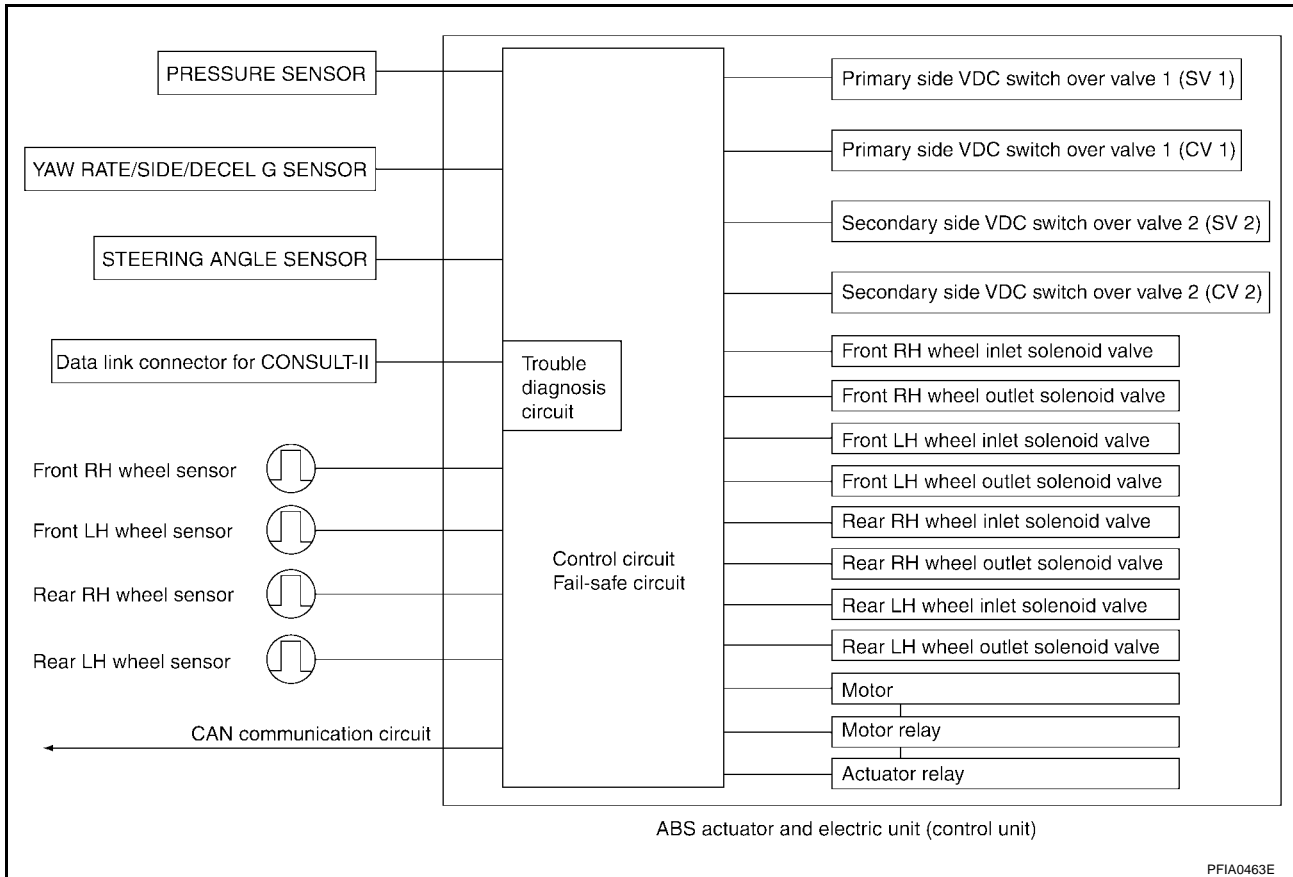 PRESSURE SENSOR
YAW RATE/SIDE/DECEL G SENSOR
STEERING ANGLE SENSOR
Data link connector for CONSULT-II
Front RH wheel sensor
Front LH wheel sensor
Rear RH wheel sensor
Rear LH wheel sensor
CAN communication circuit
Trouble
diagnosis
circuit
Control circuit
Fail-safe circuit
Primary side VDC switch over valve 1 (SV 1)
Primary side VDC switch over valve 1 (CV 1)
Secondary side VDC switch over valve 2 (SV 2)
Secondary side VDC switch over valve 2 (CV 2)
Front RH wheel inlet solenoid valve
Front RH wheel outlet solenoid valve
Front LH wheel inlet solenoid valve
Front LH wheel outlet solenoid valve
Rear RH wheel inlet solenoid valve
Rear RH wheel outlet solenoid valve
Rear LH wheel inlet solenoid valve
Rear LH wheel outlet solenoid valve
Motor
Motor relay
Actuator relay
ABS actuator and electric unit (control unit)
PFIA0463E